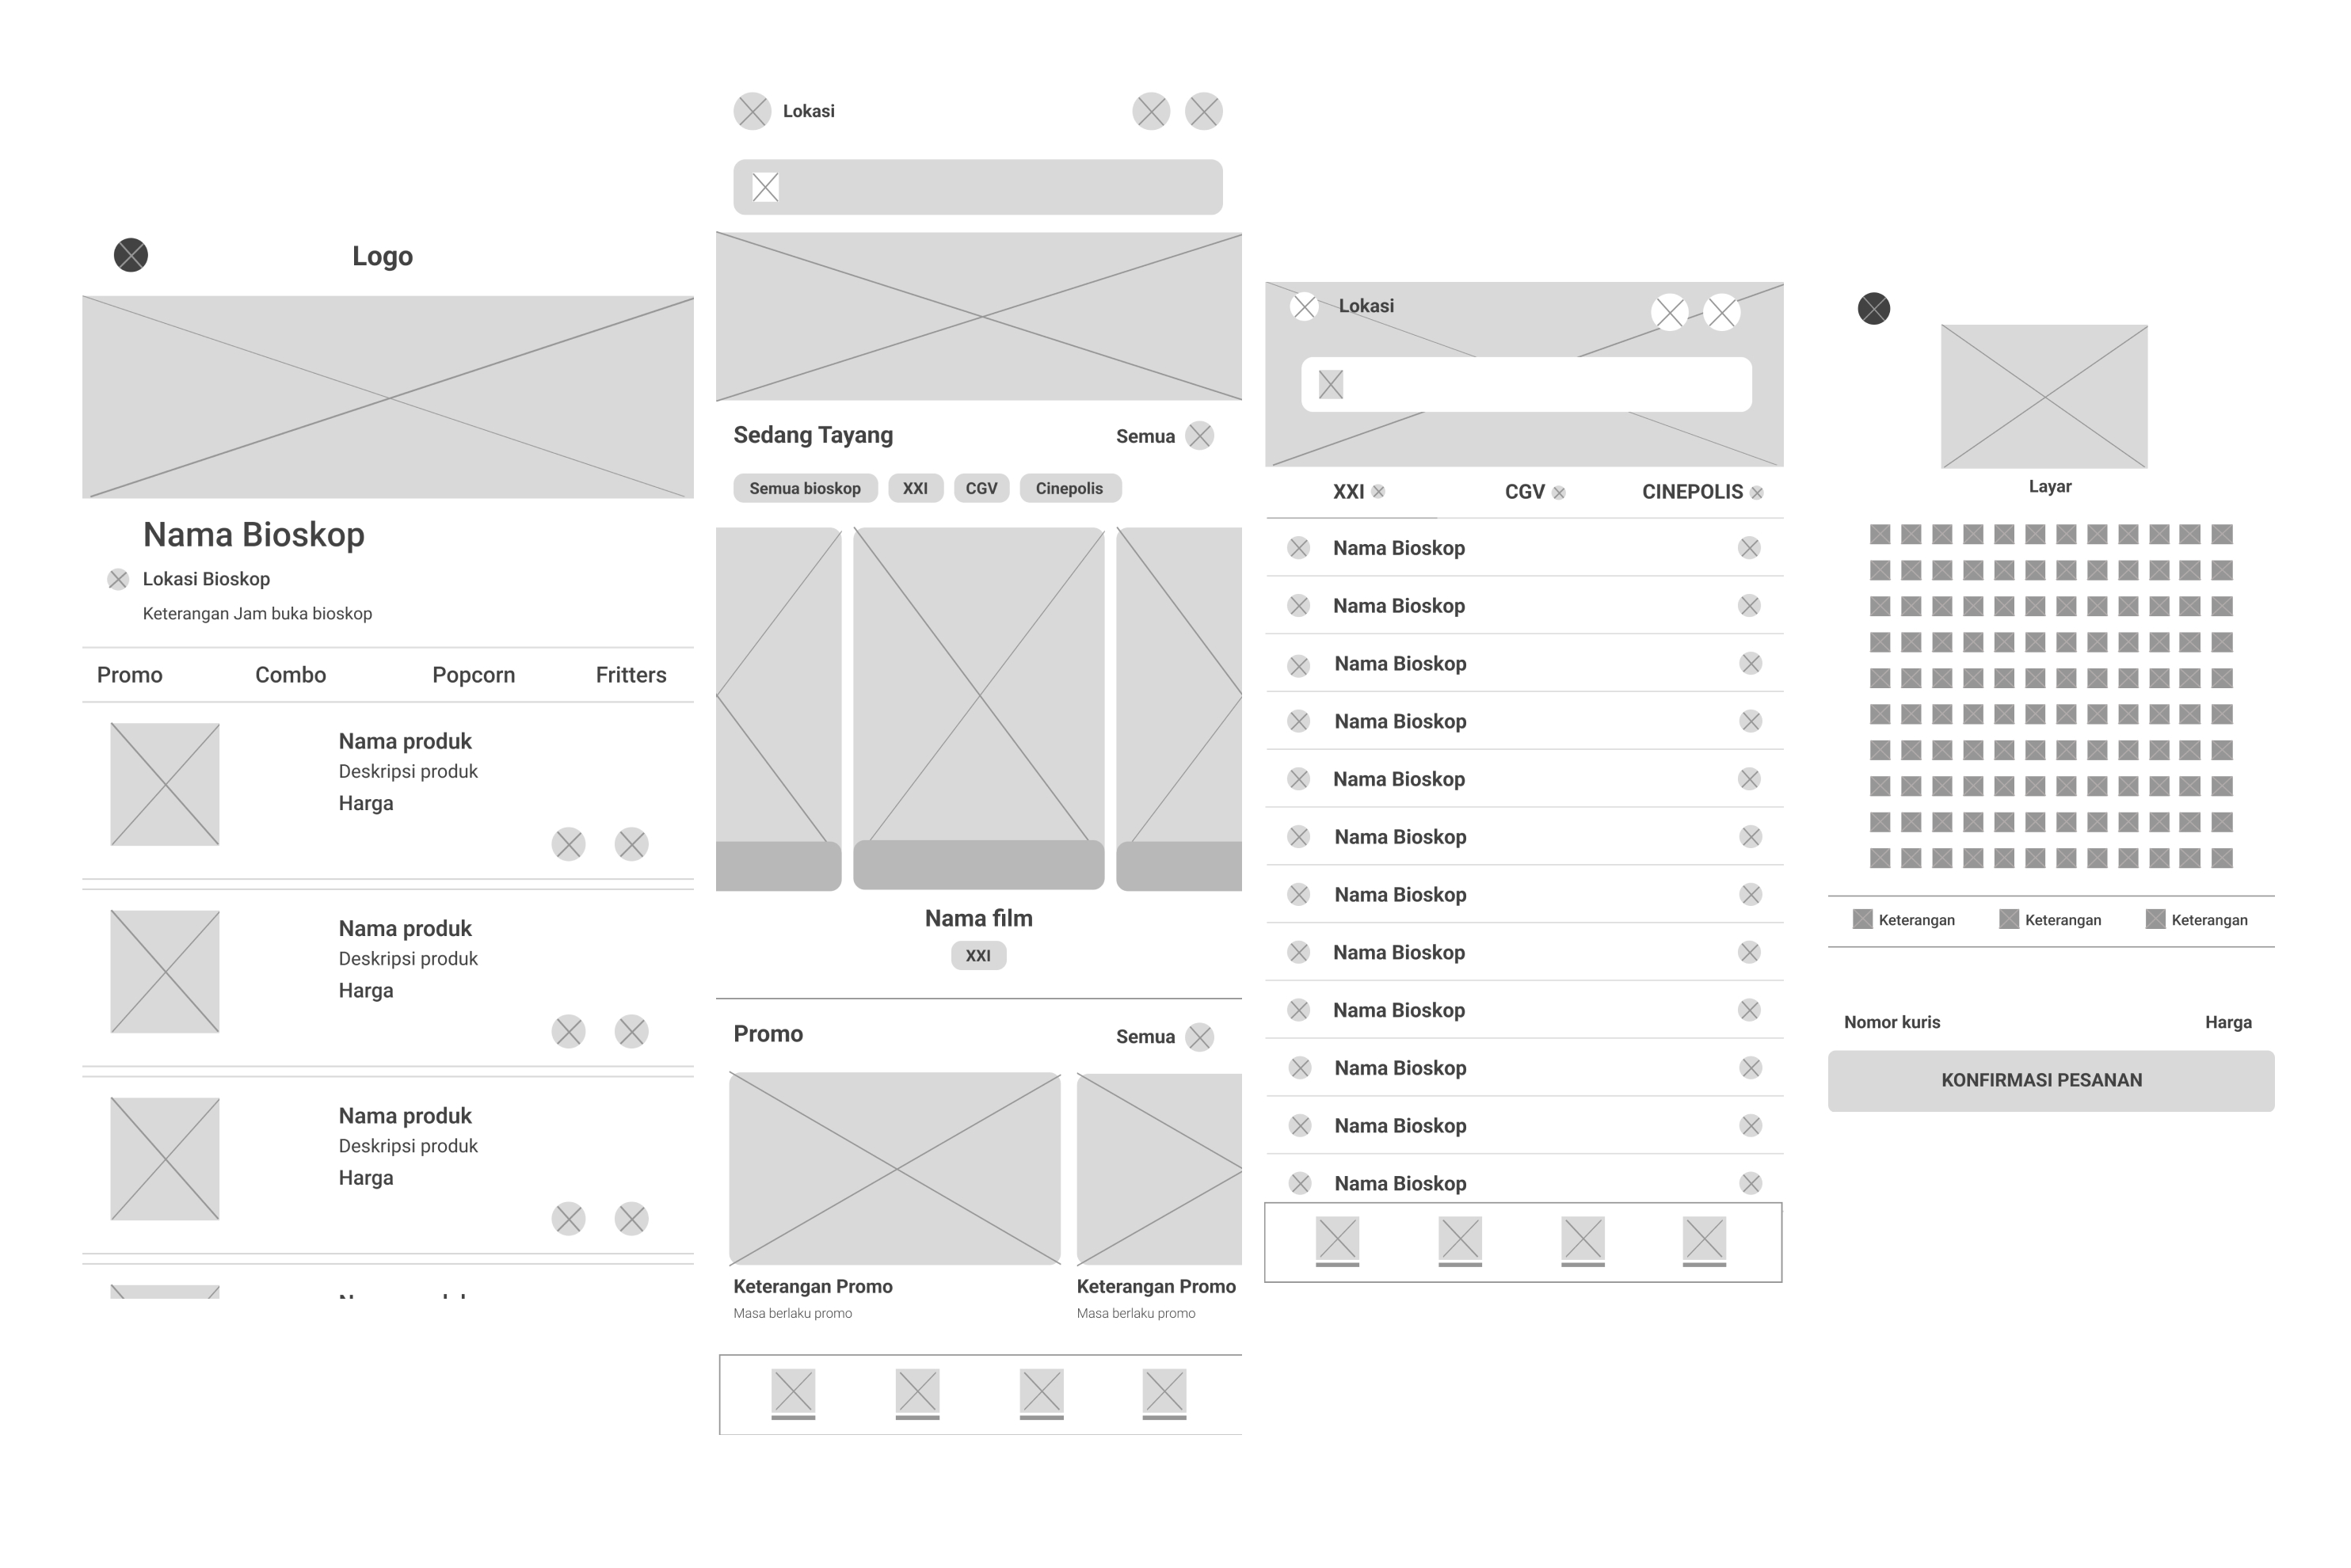 Logo
Nama Bioskop
Lokasi Bioskop
Keterangan Jam buka bioskop
Promo Combo Popcorn Fritters
Nama produk
Deskripsi produk
Harga
Nama produk
Deskripsi produk
Harga
Nama produk
Deskripsi produk
Harga
Lokasi
Sedang Tayang Semua
Semua bioskop XXI CGV Cinepolis
Nama film
XXI
Promo Semua
Keterangan Promo Keterangan Promo
Masa berlaku promo Masa berlaku promo
Lokasi
XXI CGV CINEPOLIS
Nama Bioskop
Nama Bioskop
Nama Bioskop
Nama Bioskop
Nama Bioskop
Nama Bioskop
Nama Bioskop
Nama Bioskop
Nama Bioskop
Nama Bioskop
Nama Bioskop
Nama Bioskop
Layar
Keterangan Keterangan Keterangan
Nomor kuris Harga
KONFIRMASI PESANAN